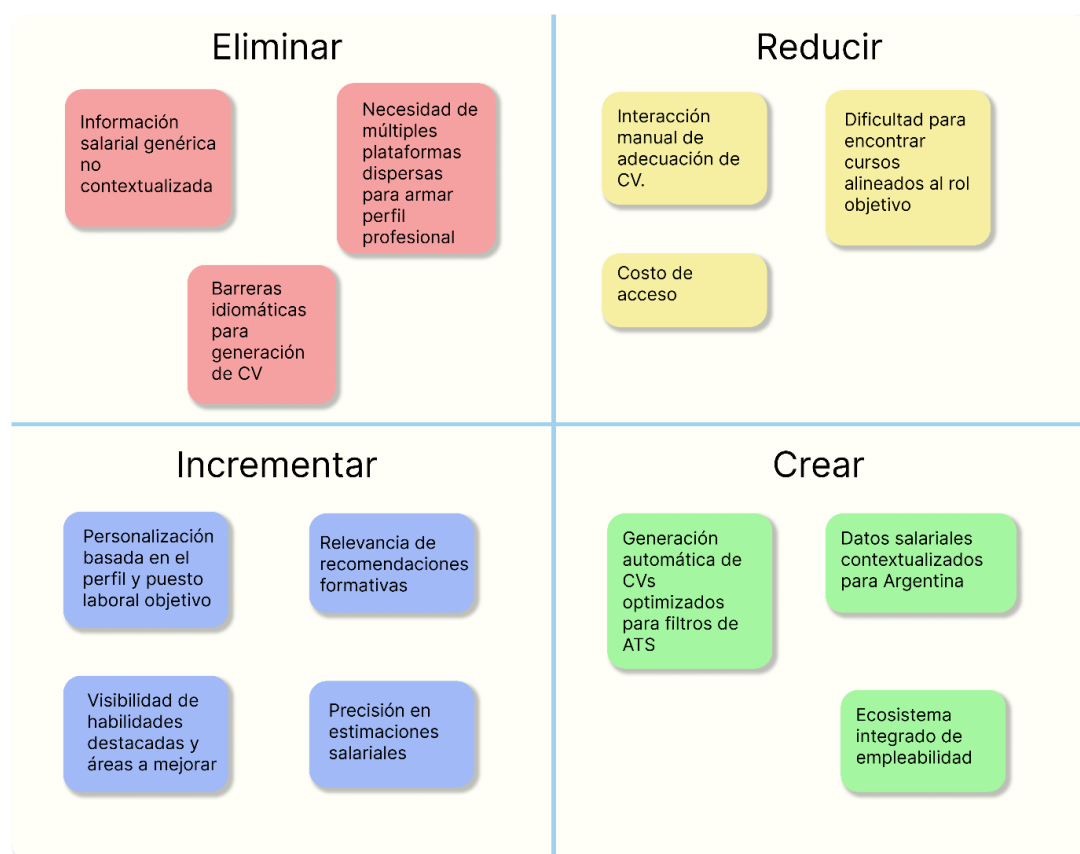 Eliminar
Información
salarial genérica
no
contextualizada
Necesidad de
múltiples
plataformas
dispersas
para armar
perfil
profesional
Barreras
idiomáticas
para
generación
de CV
Reducir
Interacción
manual de
adecuación de
CV.
Dificultad para
encontrar
cursos
alineados al rol
objetivo
Costo de
acceso
Incrementar
Personalización
basada en el
perfil y puesto
laboral objetivo
Relevancia de
recomendaciones
formativas
Visibilidad de
habilidades
destacadas y
áreas a mejorar
Precisión en
estimaciones
salariales
Crear
Generación
automática de
CVs
optimizados
para filtros de
ATS
Datos salariales
contextualizados
para Argentina
Ecosistema
integrado de
empleabilidad